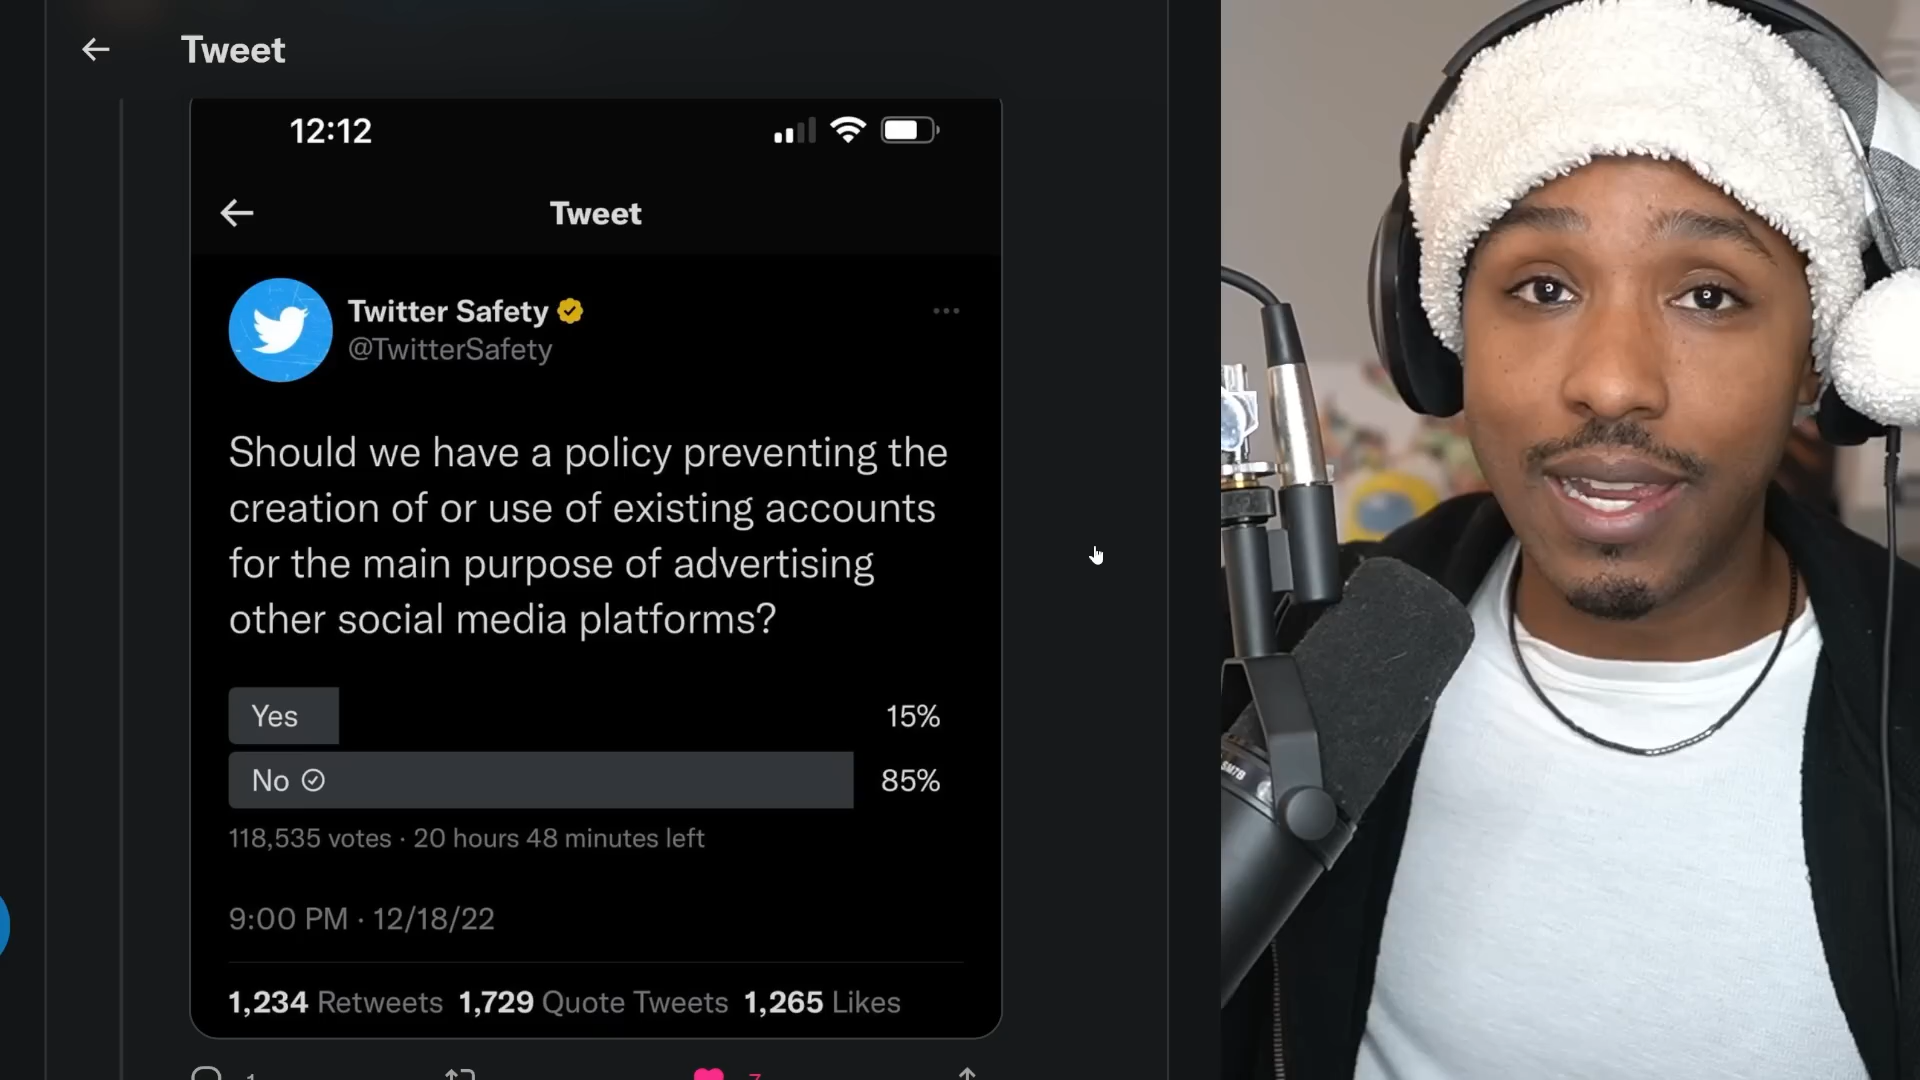 Tweet
12:12
Tweet
Twitter Safety
@TwitterSafety
Should we have a policy preventing the
creation of or use of existing accounts
for the main purpose of advertising
other social media platforms?
Yes 15%
No 85%
118,535 votes · 20 hours 48 minutes left
9:00 PM · 12/18/22
1,234 Retweets 1,729 Quote Tweets 1,265 Likes
SM7B